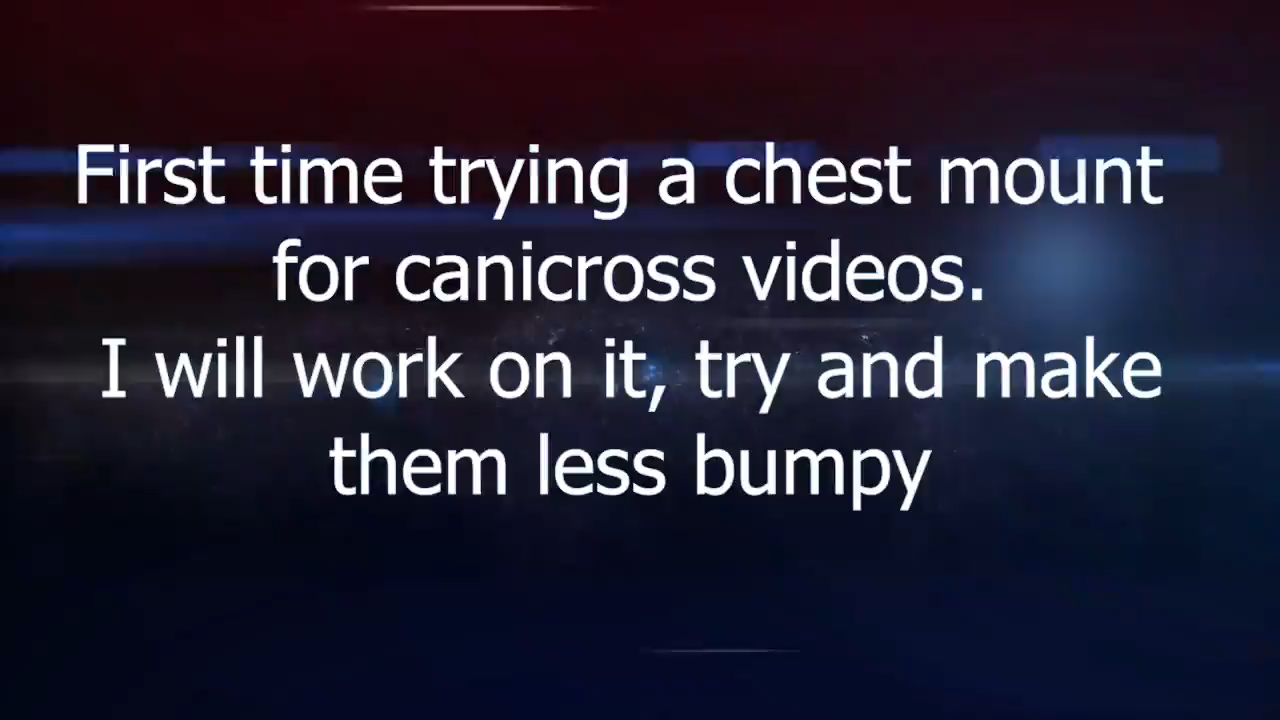 First time trying a chest mount
for canicross videos.
I will work on it, try and make
them less bumpy